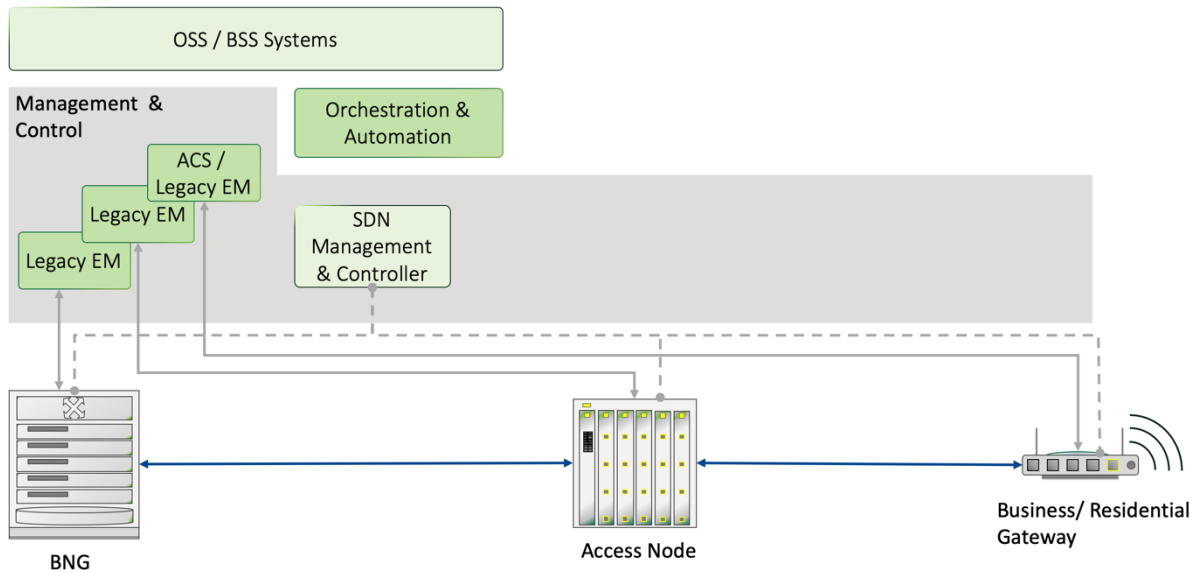 OSS / BSS Systems
Management &
Control
Orchestration &
Automation
ACS /
Legacy EM
Legacy EM
Legacy EM
SDN
Management
& Controller
BNG
Access Node
Business/ Residential
Gateway